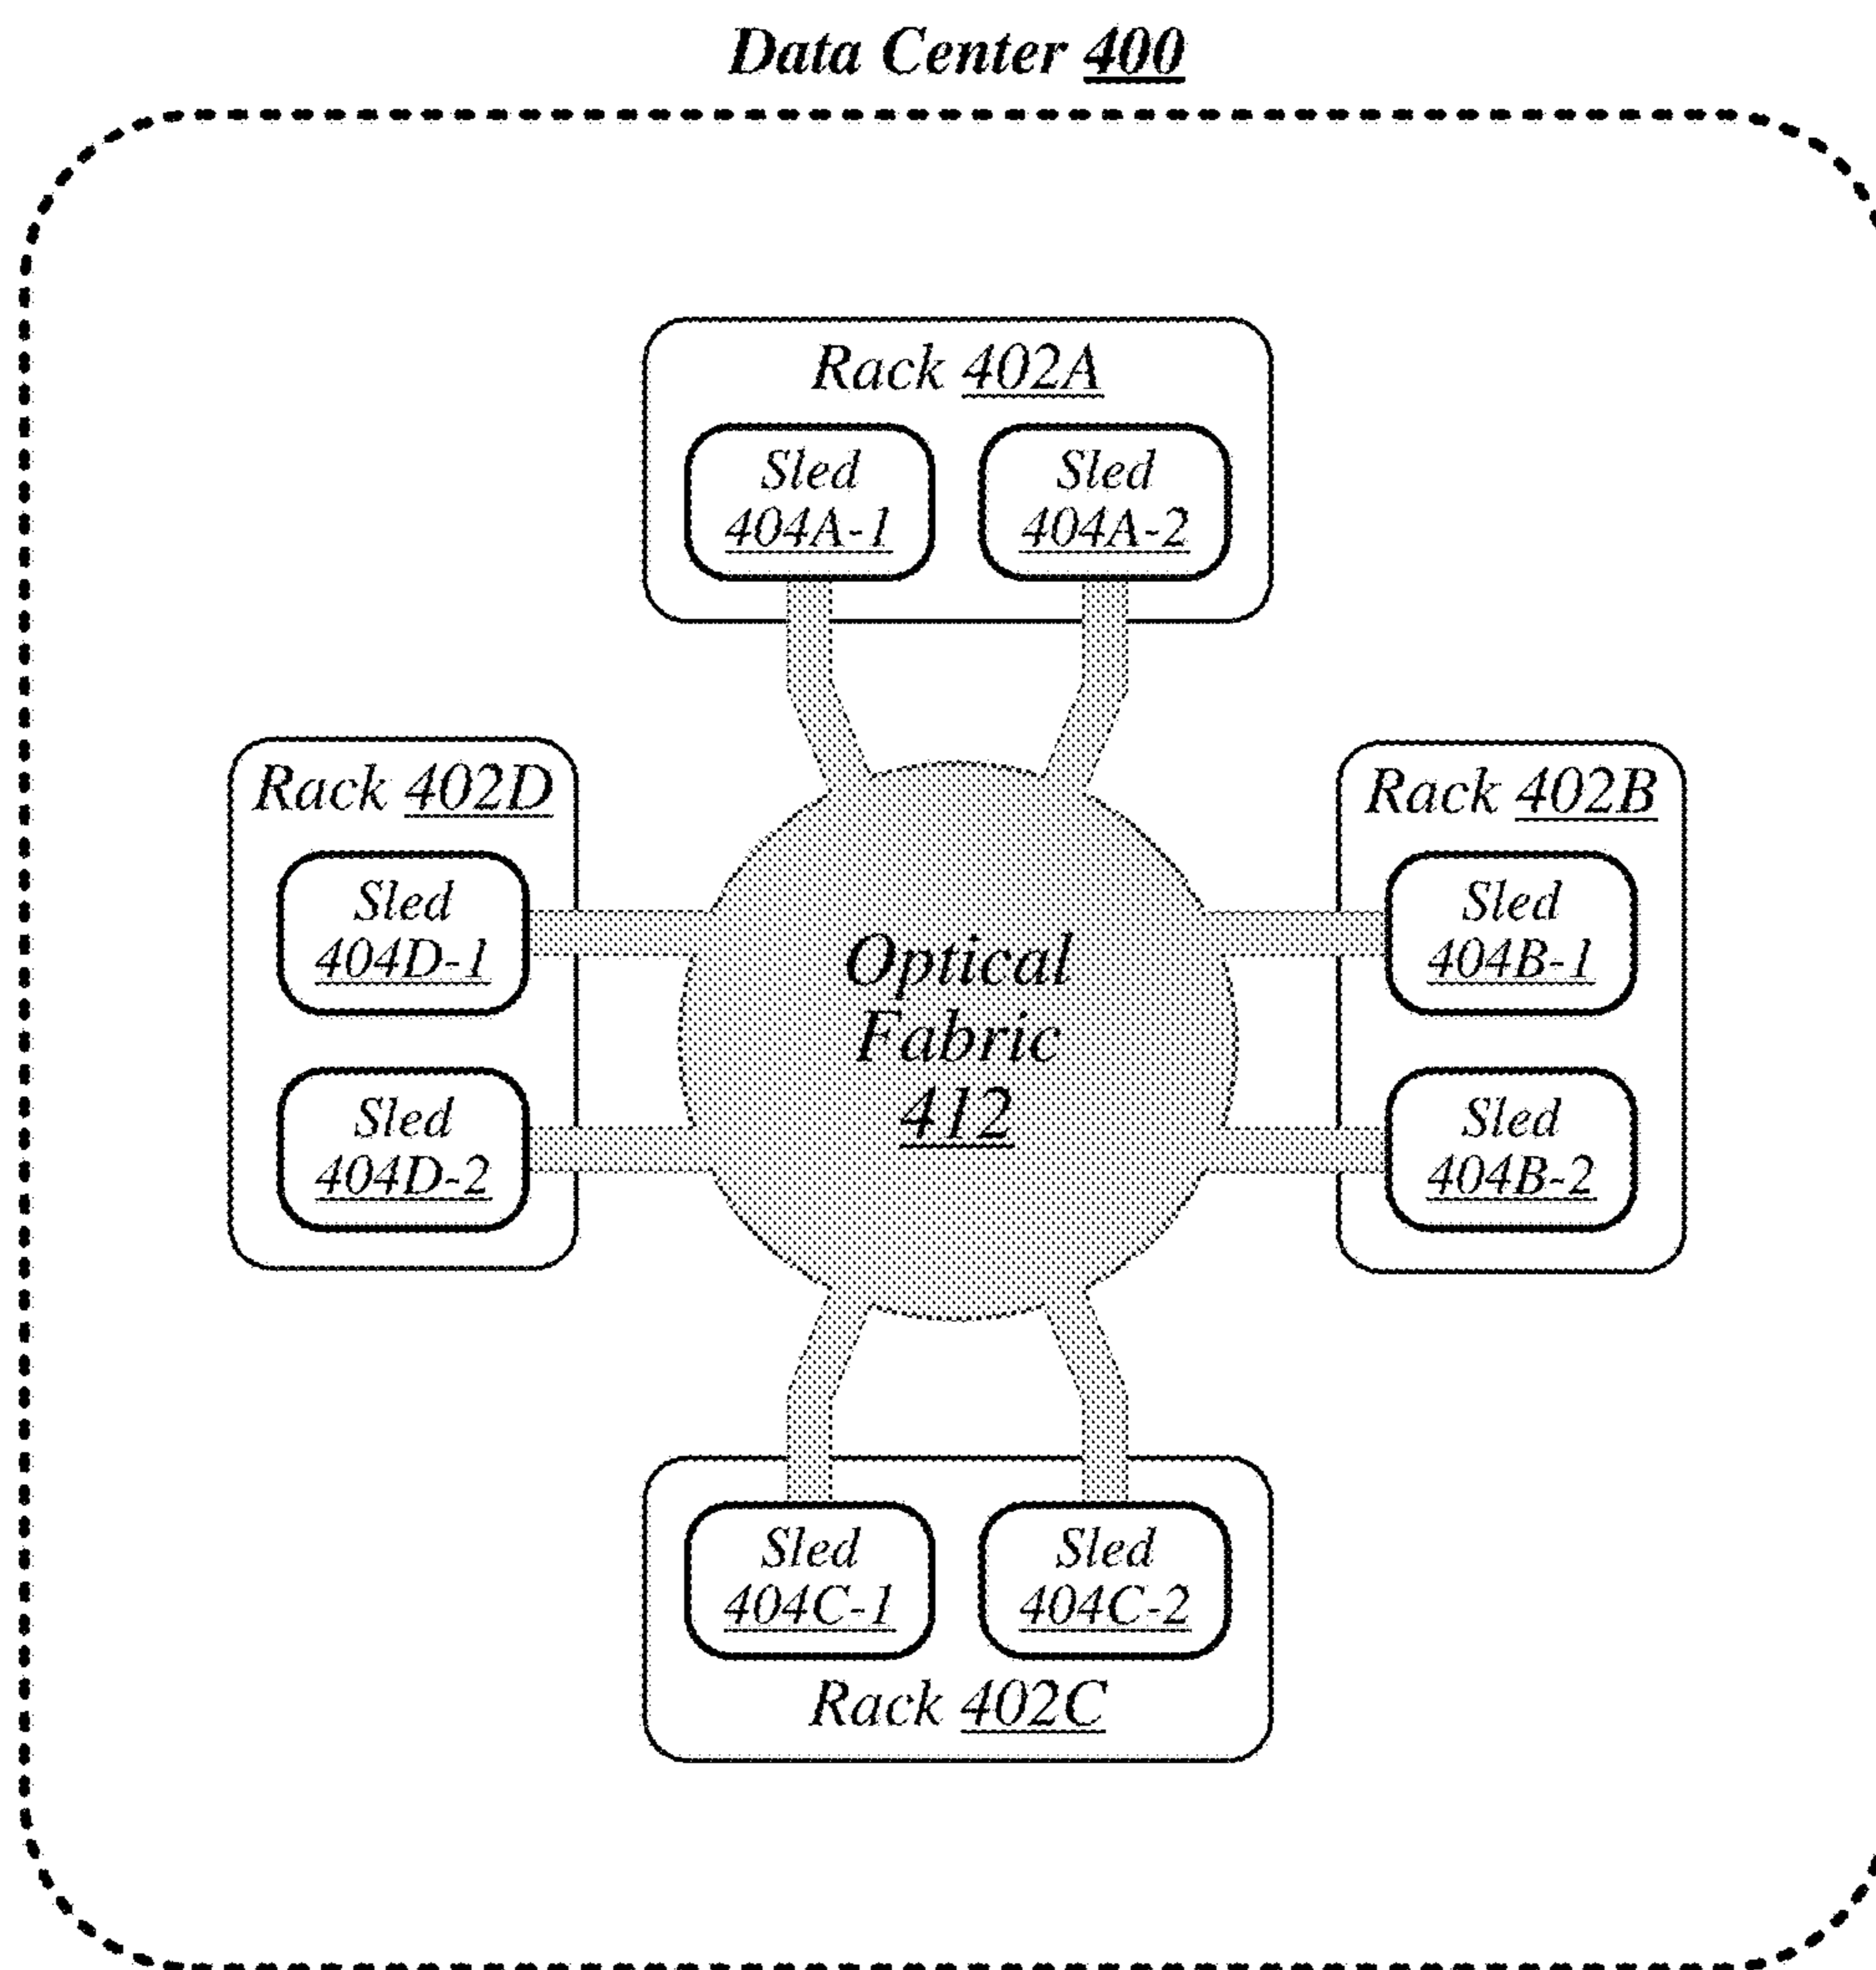 Data Center 400
Rack 402A
Sled
404A-1
Sled
404A-2
Rack 402D
Sled
404D-1
Sled
404D-2
Optical
Fabric
412
Rack 402B
Sled
404B-1
Sled
404B-2
Sled
404C-1
Sled
404C-2
Rack 402C